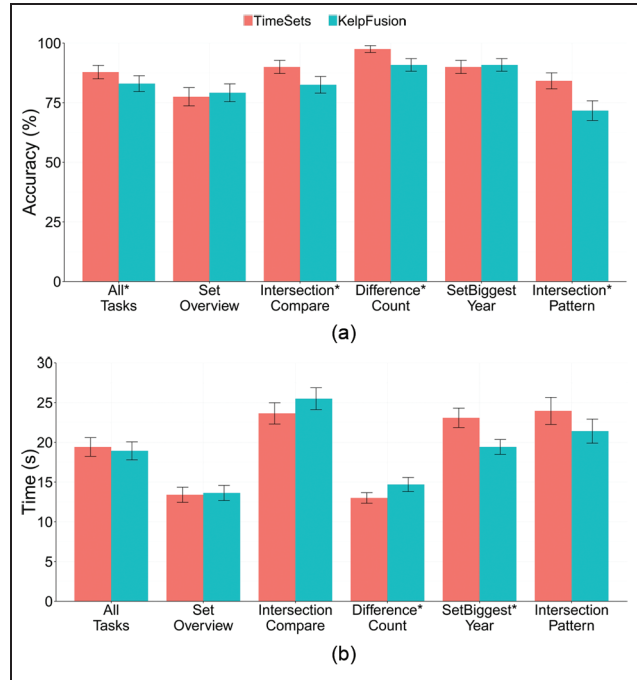 TimeSets KelpFusion
100
75
50
25
0
Accuracy (%)
All* Set Intersection* Difference* SetBiggest Intersection*
Tasks Overview Compare Count Year Pattern
(a)
30
25
20
15
10
5
0
Time (s)
All Set Intersection Difference* SetBiggest* Intersection
Tasks Overview Compare Count Year Pattern
(b)